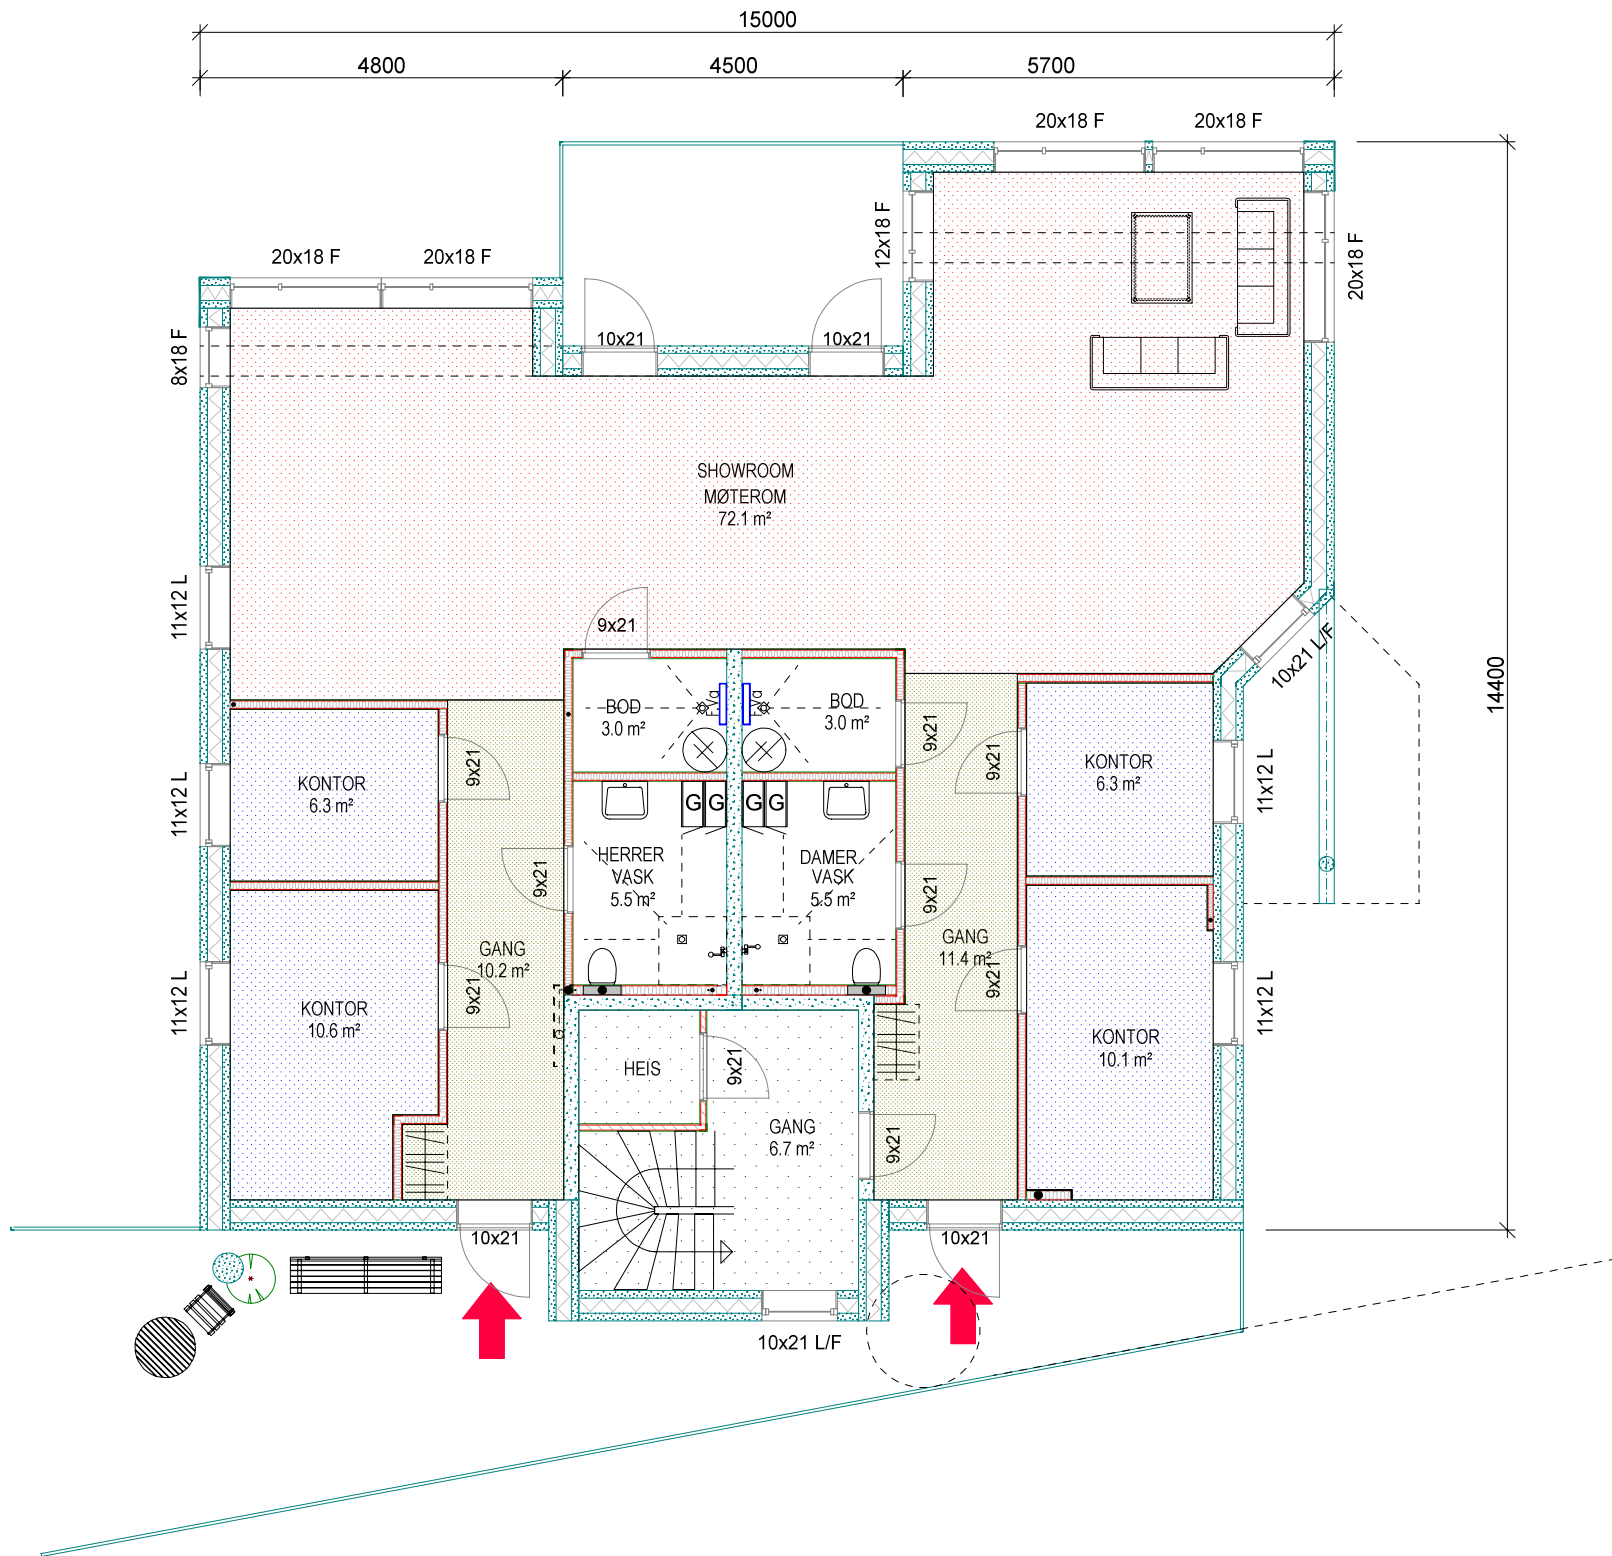 15000
4800
4500
5700
20x18 F
20x18 F
12x18 F
20x18 F
20x18 F
20x18 F
8x18 F
10x21
10x21
14400
SHOWROOM
MØTEROM
72.1 m²
11x12 L
9x21
10x21 L/F
BOD
3.0 m²
BOD
3.0 m²
9x21
9x21
9x21
KONTOR
6.3 m²
KONTOR
6.3 m²
11x12 L
11x12 L
G
G
G
G
HERRER
VASK
5.5 m²
DAMER
VASK
5.5 m²
9x21
9x21
GANG
10.2 m²
GANG
11.4 m²
9x21
9x21
11x12 L
11x12 L
KONTOR
10.6 m²
KONTOR
10.1 m²
HEIS
9x21
GANG
6.7 m²
9x21
10x21
10x21
10x21 L/F